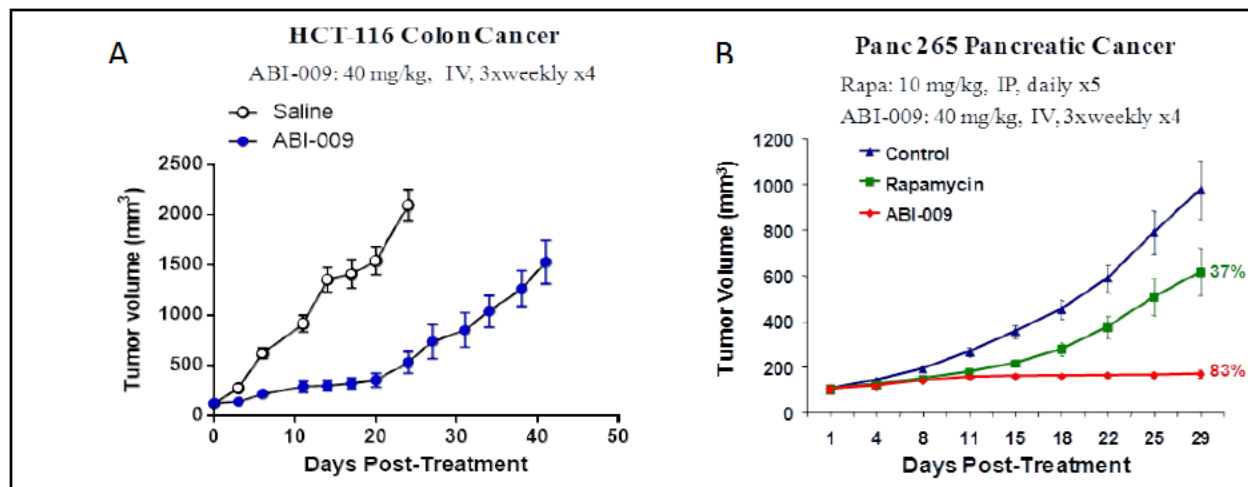 A
HCT-116 Colon Cancer
ABI-009: 40 mg/kg, IV, 3xweekly x4
Saline
ABI-009
Tumor volume (mm³)
2500
2000
1500
1000
500
0
0 10 20 30 40 50
Days Post-Treatment
B
Panc 265 Pancreatic Cancer
Rapa: 10 mg/kg, IP, daily x5
ABI-009: 40 mg/kg, IV, 3xweekly x4
Control
Rapamycin
ABI-009
Tumor Volume (mm³)
1200
1000
800
600
400
200
0
37%
83%
1 4 8 11 15 18 22 25 29
Days Post-Treatment